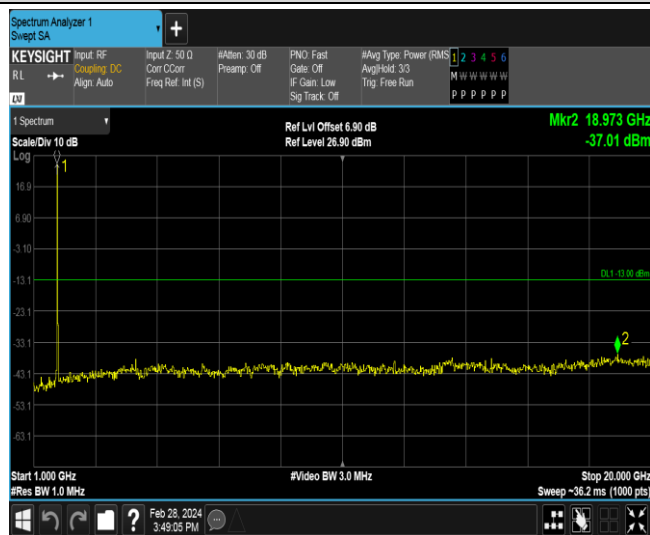 Spectrum Analyzer 1
Swept SA
+
KEYSIGHT
RL
LXI
Input: RF
Coupling: DC
Align: Auto
Input Z: 50 Ω
Corr CCorr
Freq Ref: Int (S)
#Atten: 30 dB
Preamp: Off
PNO: Fast
Gate: Off
IF Gain: Low
Sig Track: Off
#Avg Type: Power (RMS
Avg|Hold: 3/3
Trig: Free Run
1 2 3 4 5 6
M W W W W W
P P P P P P
1 Spectrum
Scale/Div 10 dB
Log
Ref Lvl Offset 6.90 dB
Ref Level 26.90 dBm
Mkr2 18.973 GHz
-37.01 dBm
1
16.9
6.90
-3.10
-13.1
DL1 -13.00 dBm
-23.1
-33.1
2
-43.1
-53.1
-63.1
Start 1.000 GHz
#Res BW 1.0 MHz
#Video BW 3.0 MHz
Stop 20.000 GHz
Sweep ~36.2 ms (1000 pts)
?
Feb 28, 2024
3:49:05 PM